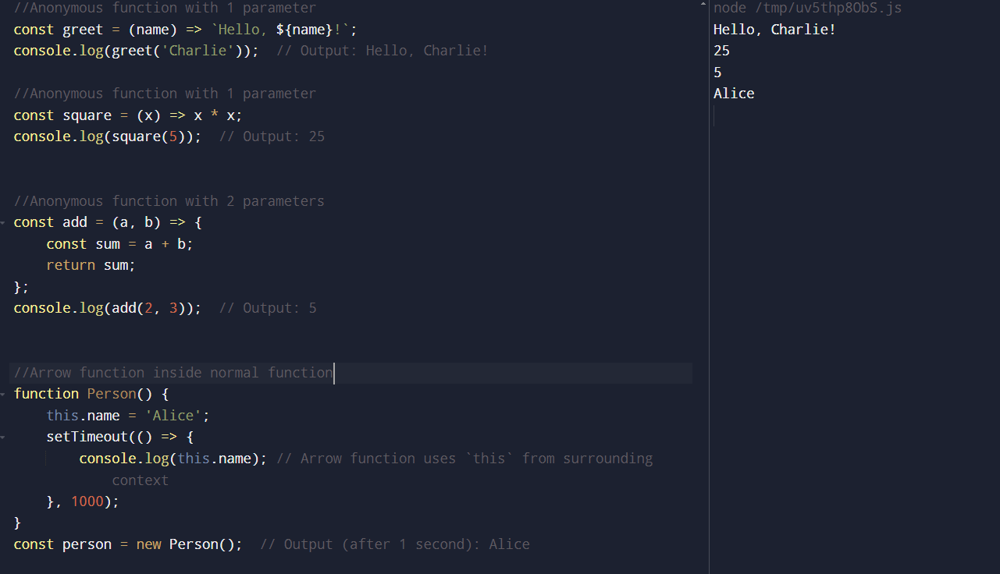 //Anonymous function with 1 parameter
const greet = (name) => `Hello, ${name}!`;
console.log(greet('Charlie'));  // Output: Hello, Charlie!
//Anonymous function with 1 parameter
const square = (x) => x * x;
console.log(square(5));  // Output: 25
//Anonymous function with 2 parameters
const add = (a, b) => {
    const sum = a + b;
    return sum;
};
console.log(add(2, 3));  // Output: 5
//Arrow function inside normal function
function Person() {
    this.name = 'Alice';
    setTimeout(() => {
        console.log(this.name); // Arrow function uses `this` from surrounding
            context
    }, 1000);
}
const person = new Person();  // Output (after 1 second): Alice
node /tmp/uv5thp8ObS.js
Hello, Charlie!
25
5
Alice